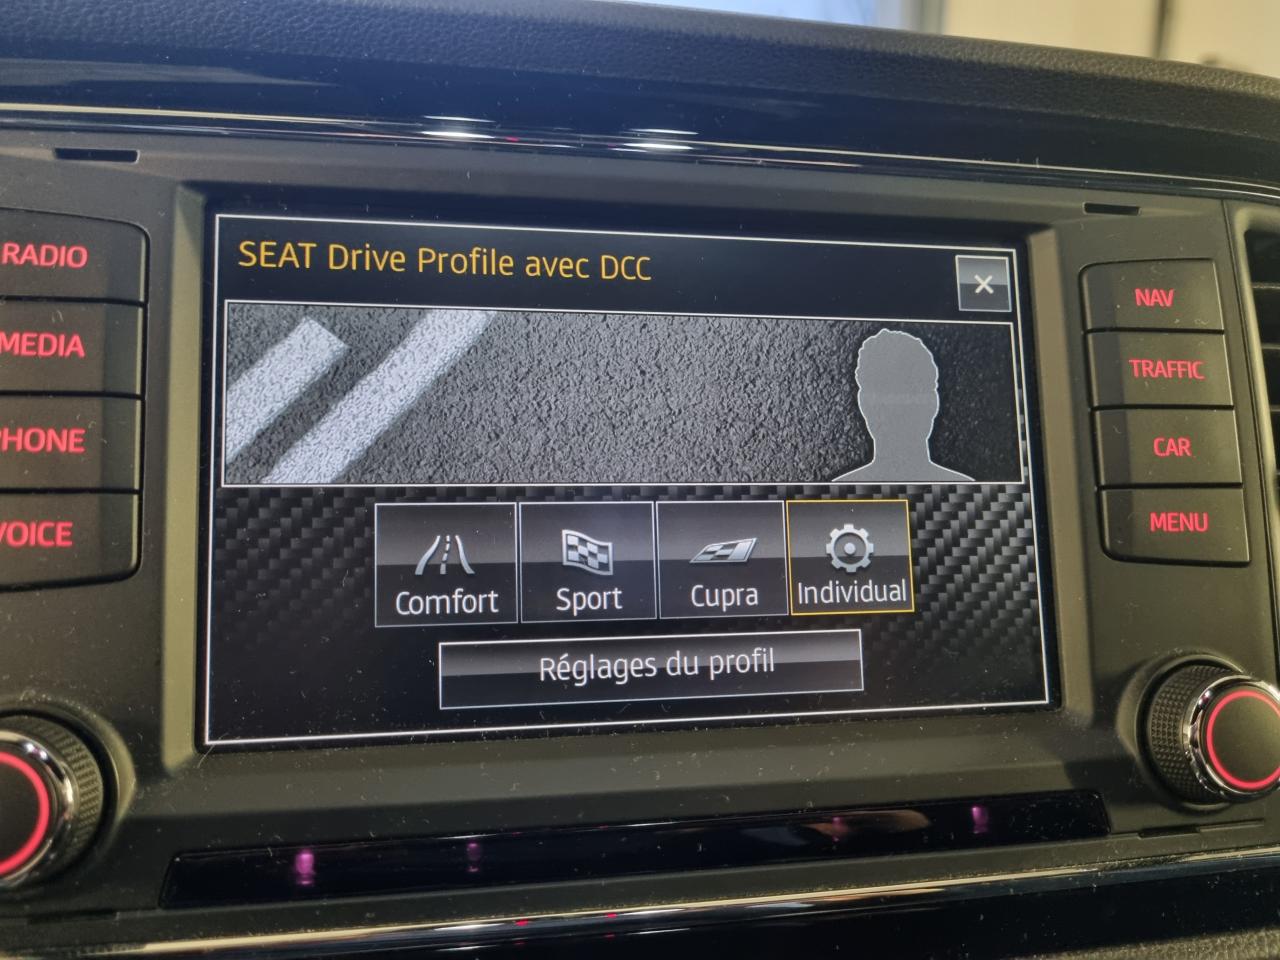 SEAT Drive Profile avec DCC
RADIO
MEDIA
PHONE
VOICE
Comfort
Sport
Cupra
Individual
Réglages du profil
NAV
TRAFFIC
CAR
MENU